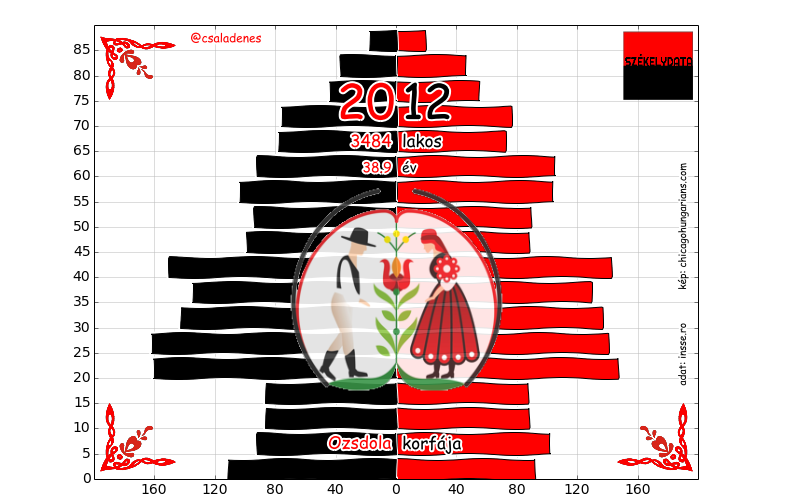 @csaladenes
SZÉKELYDATA
2012
3484 lakos
38.9 év
Ozsdola korfája
kép: chicagohungarians.com
adat: insse.ro
85
80
75
70
65
60
55
50
45
40
35
30
25
20
15
10
5
0
160 120 80 40 0 40 80 120 160